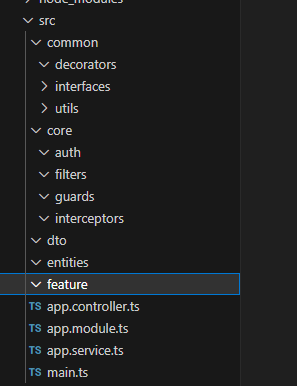 node_modules
src
common
decorators
interfaces
utils
core
auth
filters
guards
interceptors
dto
entities
feature
TS app.controller.ts
TS app.module.ts
TS app.service.ts
TS main.ts